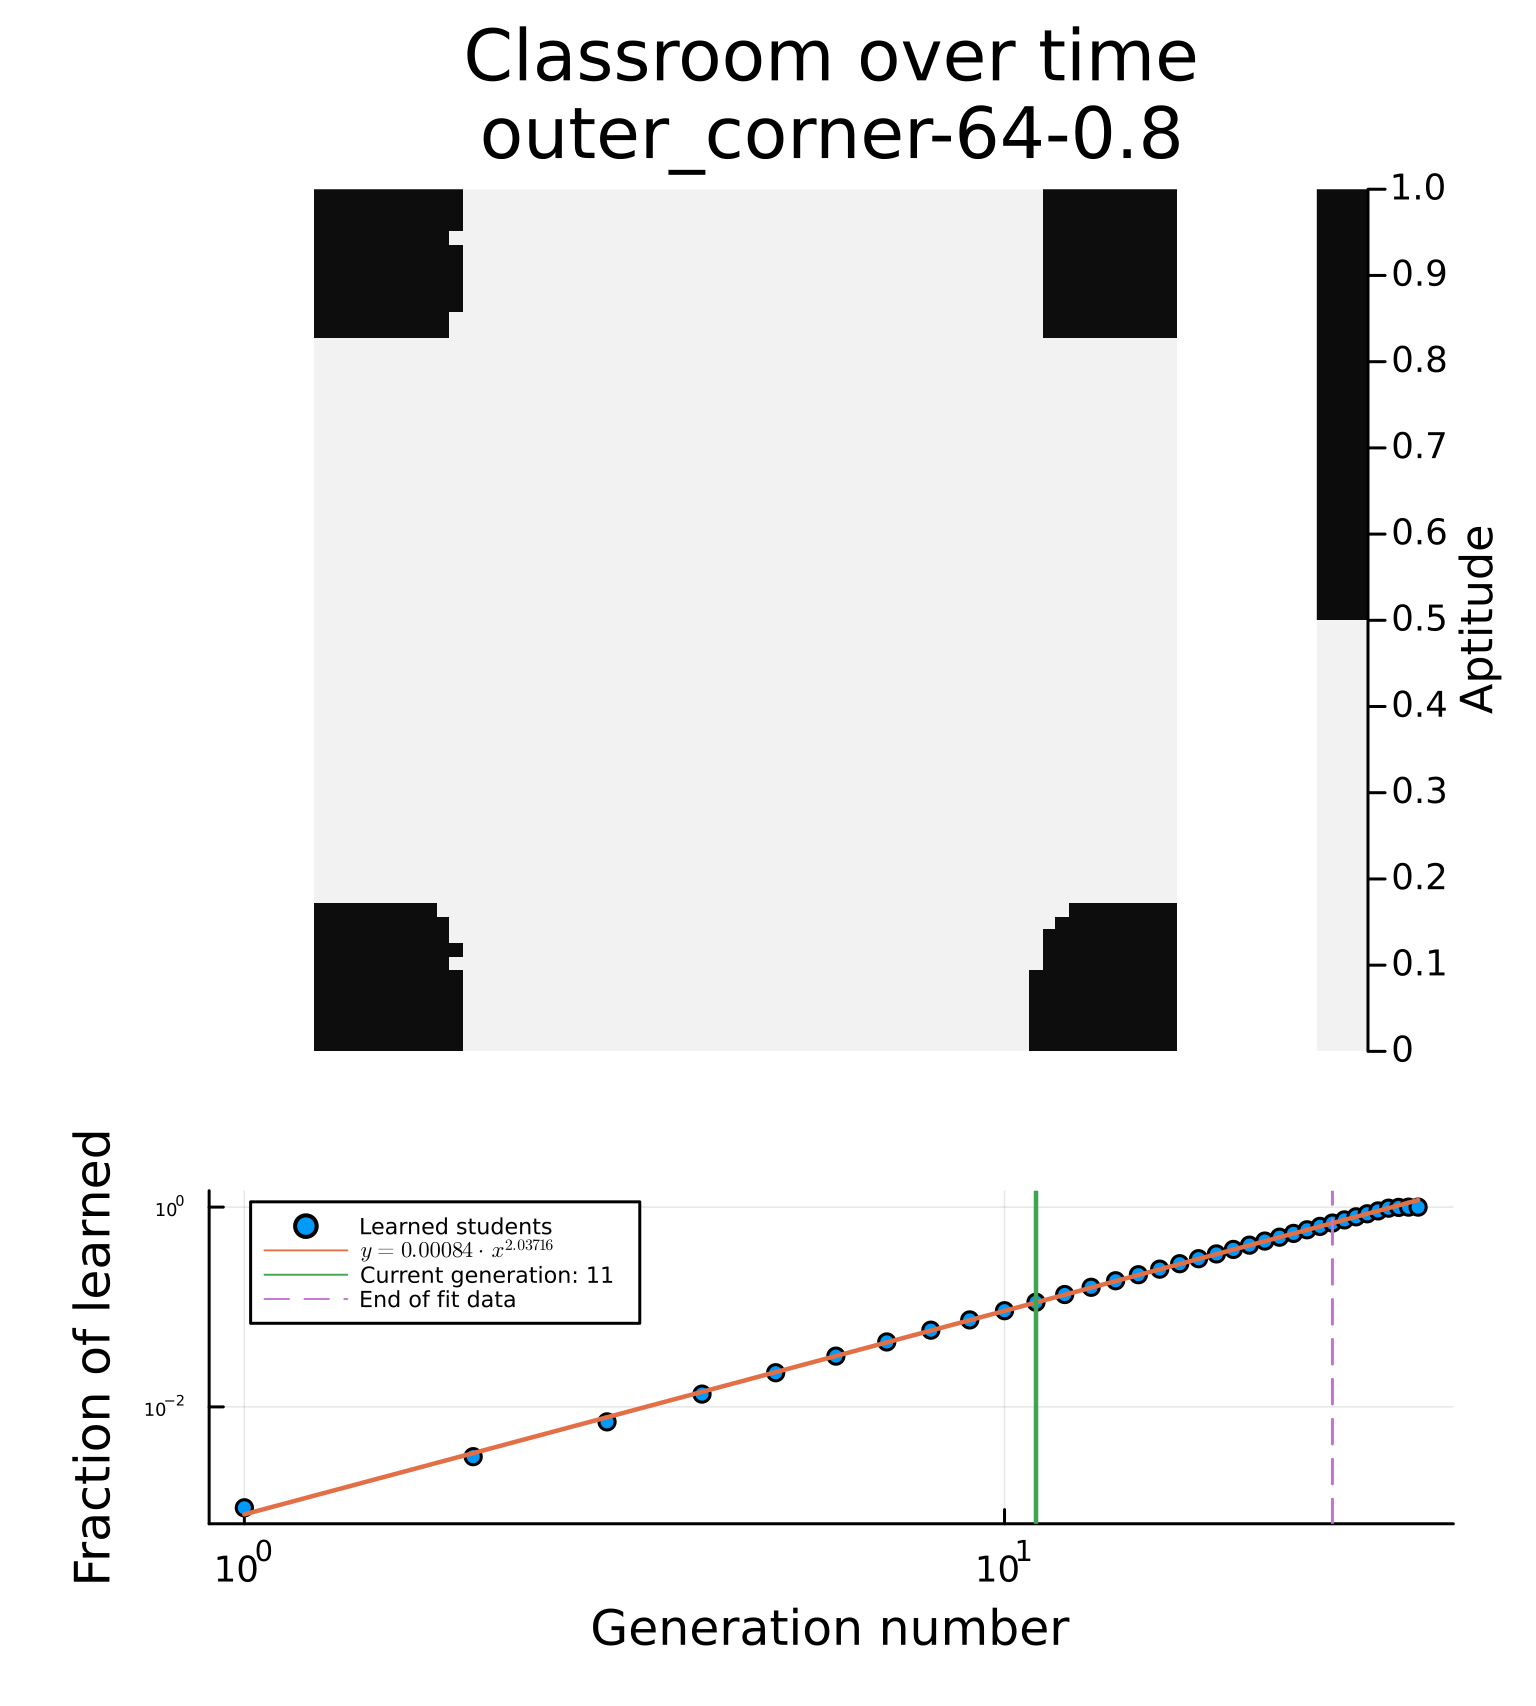 Classroom over time
outer_corner-64-0.8
1.0
0.9
0.8
0.7
0.6
0.5
0.4
0.3
0.2
0.1
0
Aptitude
Fraction of learned
10⁰
10⁻²
Learned students
y = 0.00084 · x^2.03716
Current generation: 11
End of fit data
10⁰
10¹
Generation number